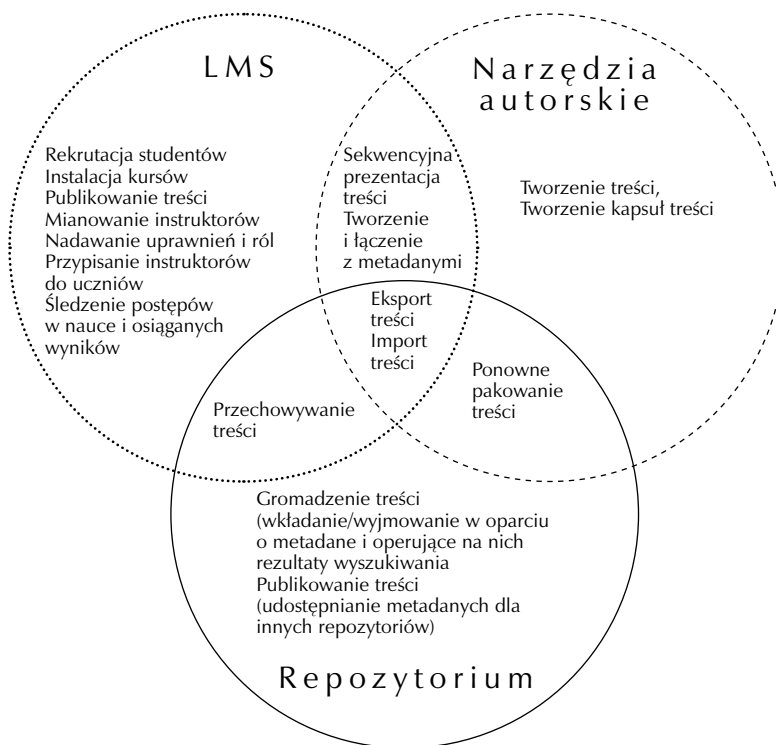 LMS
Narzędzia
autorskie
Rekrutacja studentów
Instalacja kursów
Publikowanie treści
Mianowanie instruktorów
Nadawanie uprawnień i ról
Przypisanie instruktorów
do uczniów
Śledzenie postępów
w nauce i osiąganych
wyników
Sekwencyjna
prezentacja
treści
Tworzenie
i łączenie
z metadanymi
Tworzenie treści,
Tworzenie kapsuł treści
Eksport
treści
Import
treści
Przechowywanie
treści
Ponowne
pakowanie
treści
Gromadzenie treści
(wkładanie/wyjmowanie w oparciu
o metadane i operujące na nich
rezultaty wyszukiwania
Publikowanie treści
(udostępnianie metadanych dla
innych repozytoriów)
Repozytorium